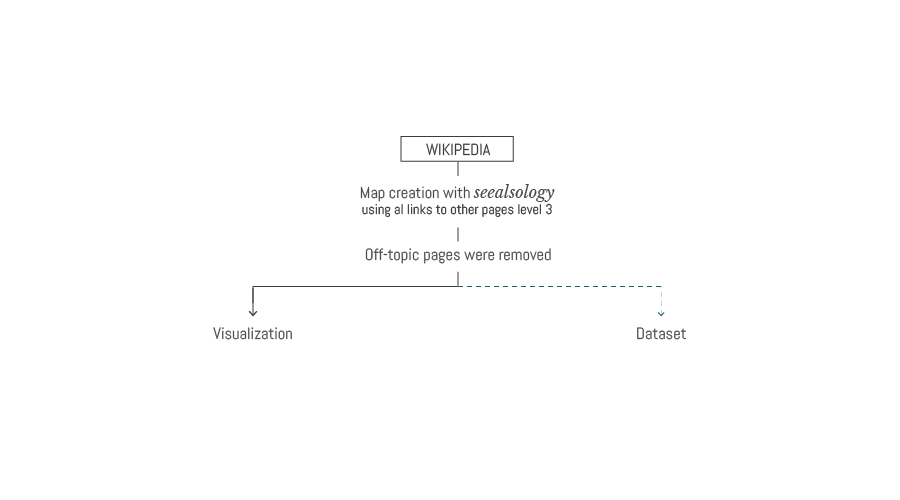 WIKIPEDIA
Map creation with seealsology
using al links to other pages level 3
Off-topic pages were removed
Visualization
Dataset